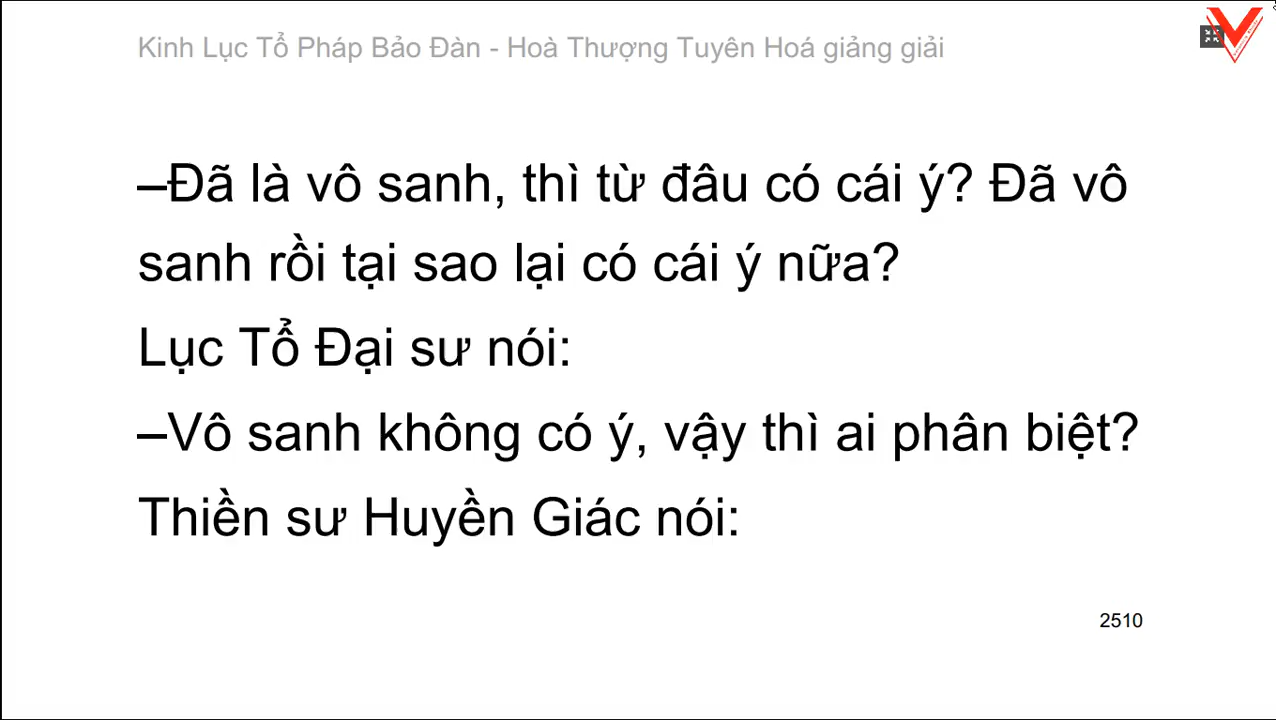 Kinh Lục Tổ Pháp Bảo Đàn - Hoà Thượng Tuyên Hoá giảng giải
–Đã là vô sanh, thì từ đâu có cái ý? Đã vô
sanh rồi tại sao lại có cái ý nữa?
Lục Tổ Đại sư nói:
–Vô sanh không có ý, vậy thì ai phân biệt?
Thiền sư Huyền Giác nói:
2510